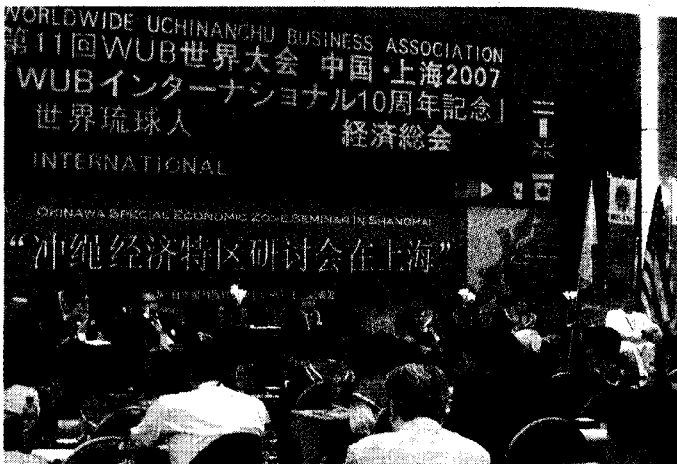 WORLDWIDE UCHINANCHU BUSINESS ASSOCIATION
第11回WUB世界大会 中国・上海2007
WUBインターナショナル10周年記念」
世界琉球人 経済総会
INTERNATIONAL
OKINAWA SPECIAL ECONOMIC ZONE SEMINAR IN SHANGHAI
“冲绳经济特区研讨会在上海”